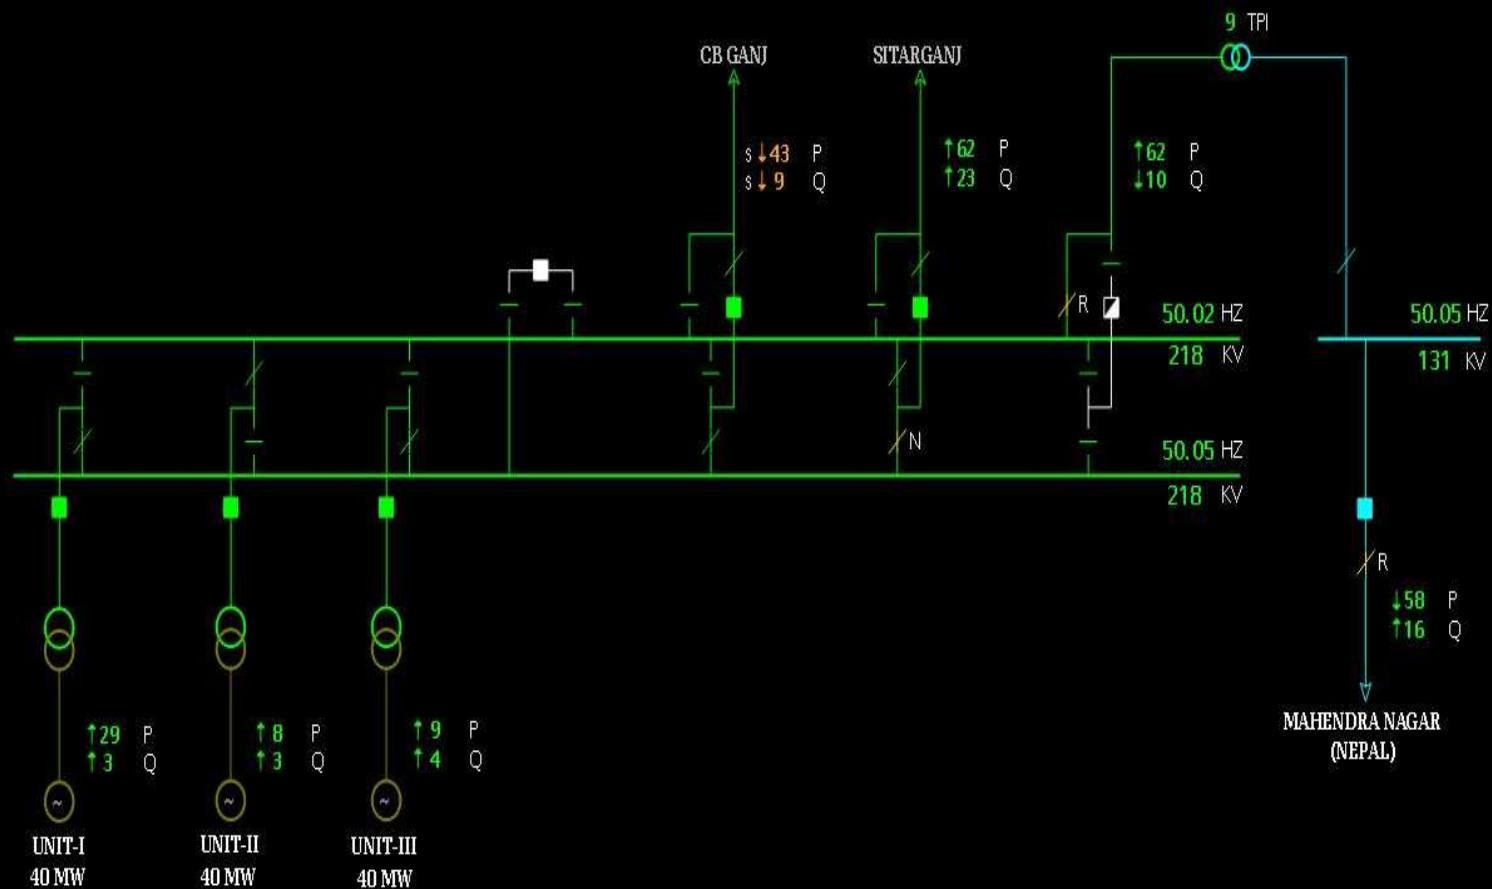 9 TPI
CB GANJ
SITARGANJ
s ↓43 P
s ↓ 9 Q
↑62 P
↑23 Q
↑62 P
↓10 Q
R
50.02 HZ
218 KV
50.05 HZ
131 KV
N
50.05 HZ
218 KV
R
↓58 P
↑16 Q
MAHENDRA NAGAR
(NEPAL)
↑29 P
↑ 3 Q
↑ 8 P
↑ 3 Q
↑ 9 P
↑ 4 Q
~
~
~
UNIT-I
40 MW
UNIT-II
40 MW
UNIT-III
40 MW